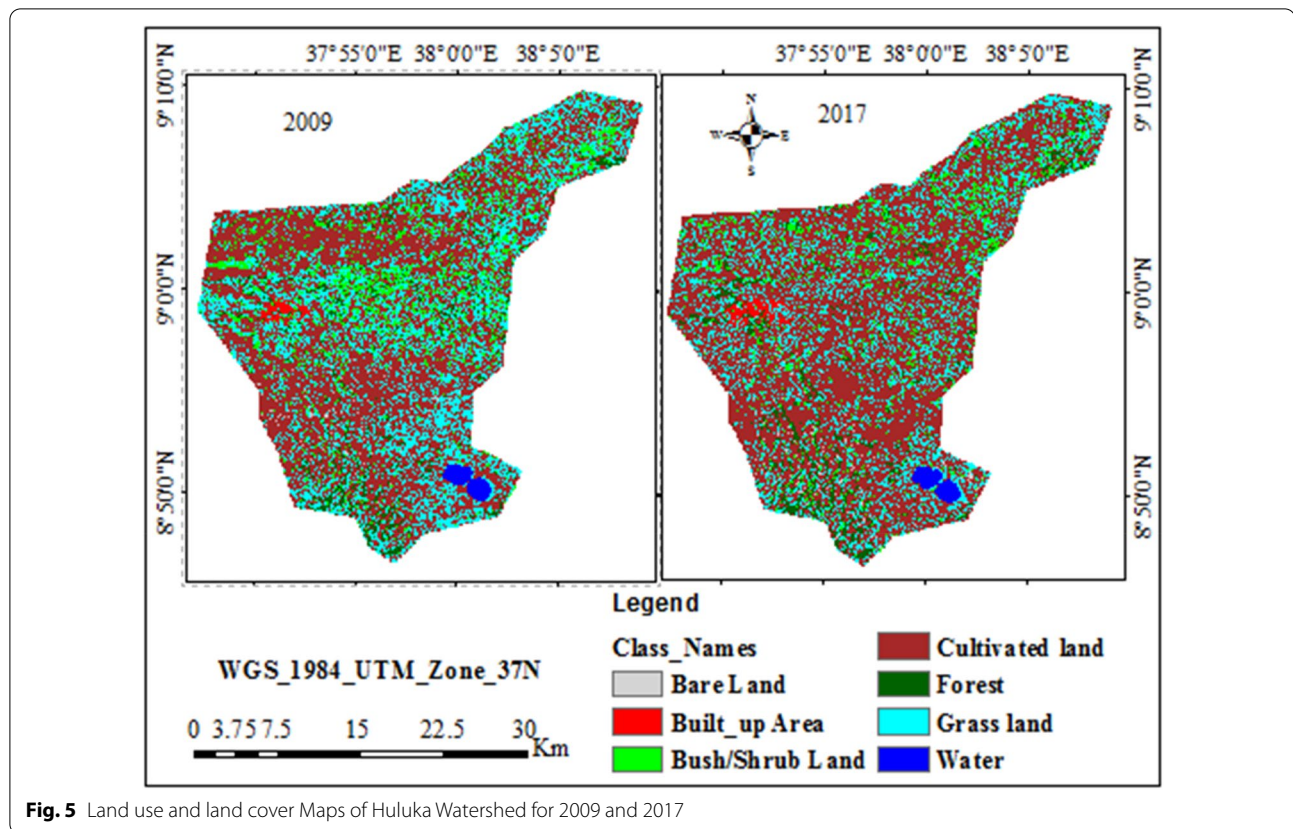 37°55'0"E 38°0'0"E 38°5'0"E 37°55'0"E 38°0'0"E 38°5'0"E
9°10'0"N 9°10'0"N
2009 2017
N
W E
S
9°0'0"N 9°0'0"N
8°50'0"N 8°50'0"N
Legend
Class_Names Cultivated land
Bare Land Forest
Built_up Area Grass land
Bush/Shrub Land Water
WGS_1984_UTM_Zone_37N
0 3.75 7.5 15 22.5 30
Km
Fig. 5 Land use and land cover Maps of Huluka Watershed for 2009 and 2017